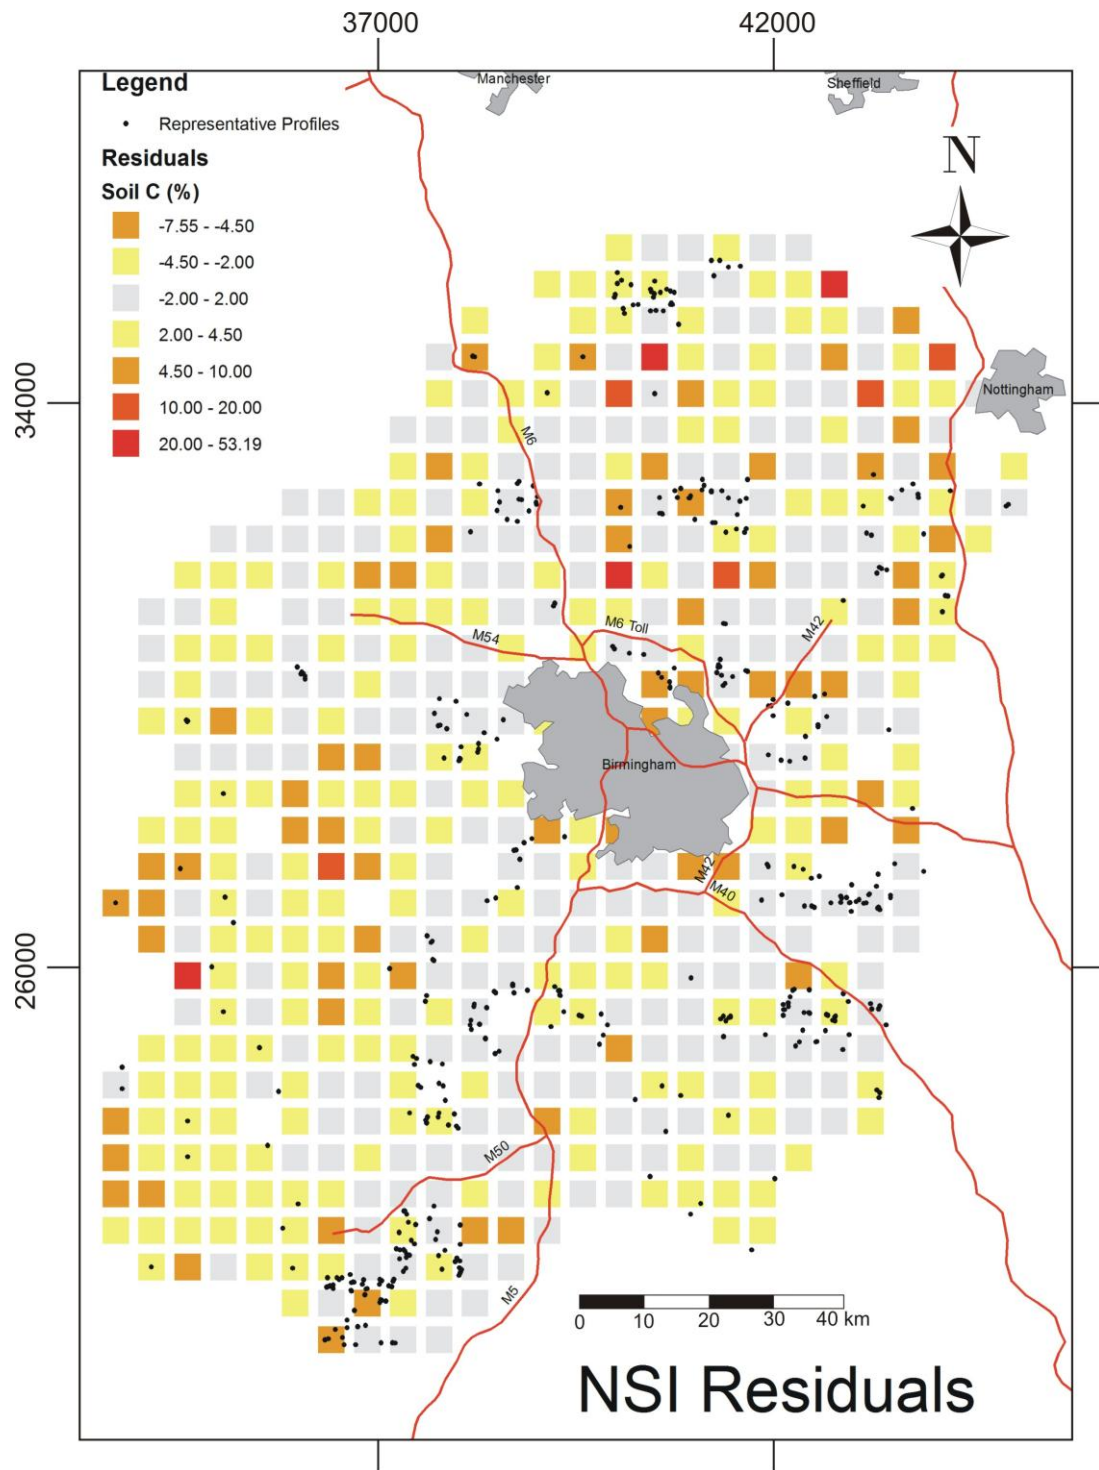 37000 42000
Legend
Manchester
Sheffield
Representative Profiles
N
Residuals
Soil C (%)
-7.55 - -4.50
-4.50 - -2.00
-2.00 - 2.00
2.00 - 4.50
4.50 - 10.00
10.00 - 20.00
20.00 - 53.19
34000
Nottingham
M6
M6 Toll
M42
M54
Birmingham
M42
M40
26000
M50
M5
0 10 20 30 40 km
NSI Residuals